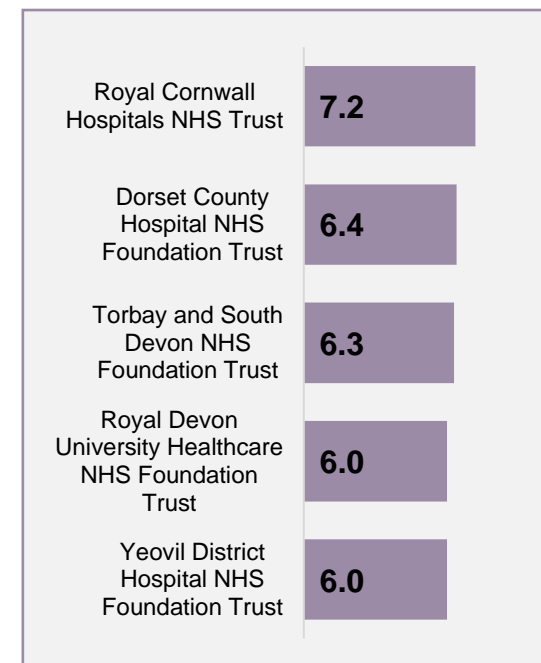 Royal Cornwall
Hospitals NHS Trust
7.2
Dorset County
Hospital NHS
Foundation Trust
6.4
Torbay and South
Devon NHS
Foundation Trust
6.3
Royal Devon
University Healthcare
NHS Foundation
Trust
6.0
Yeovil District
Hospital NHS
Foundation Trust
6.0